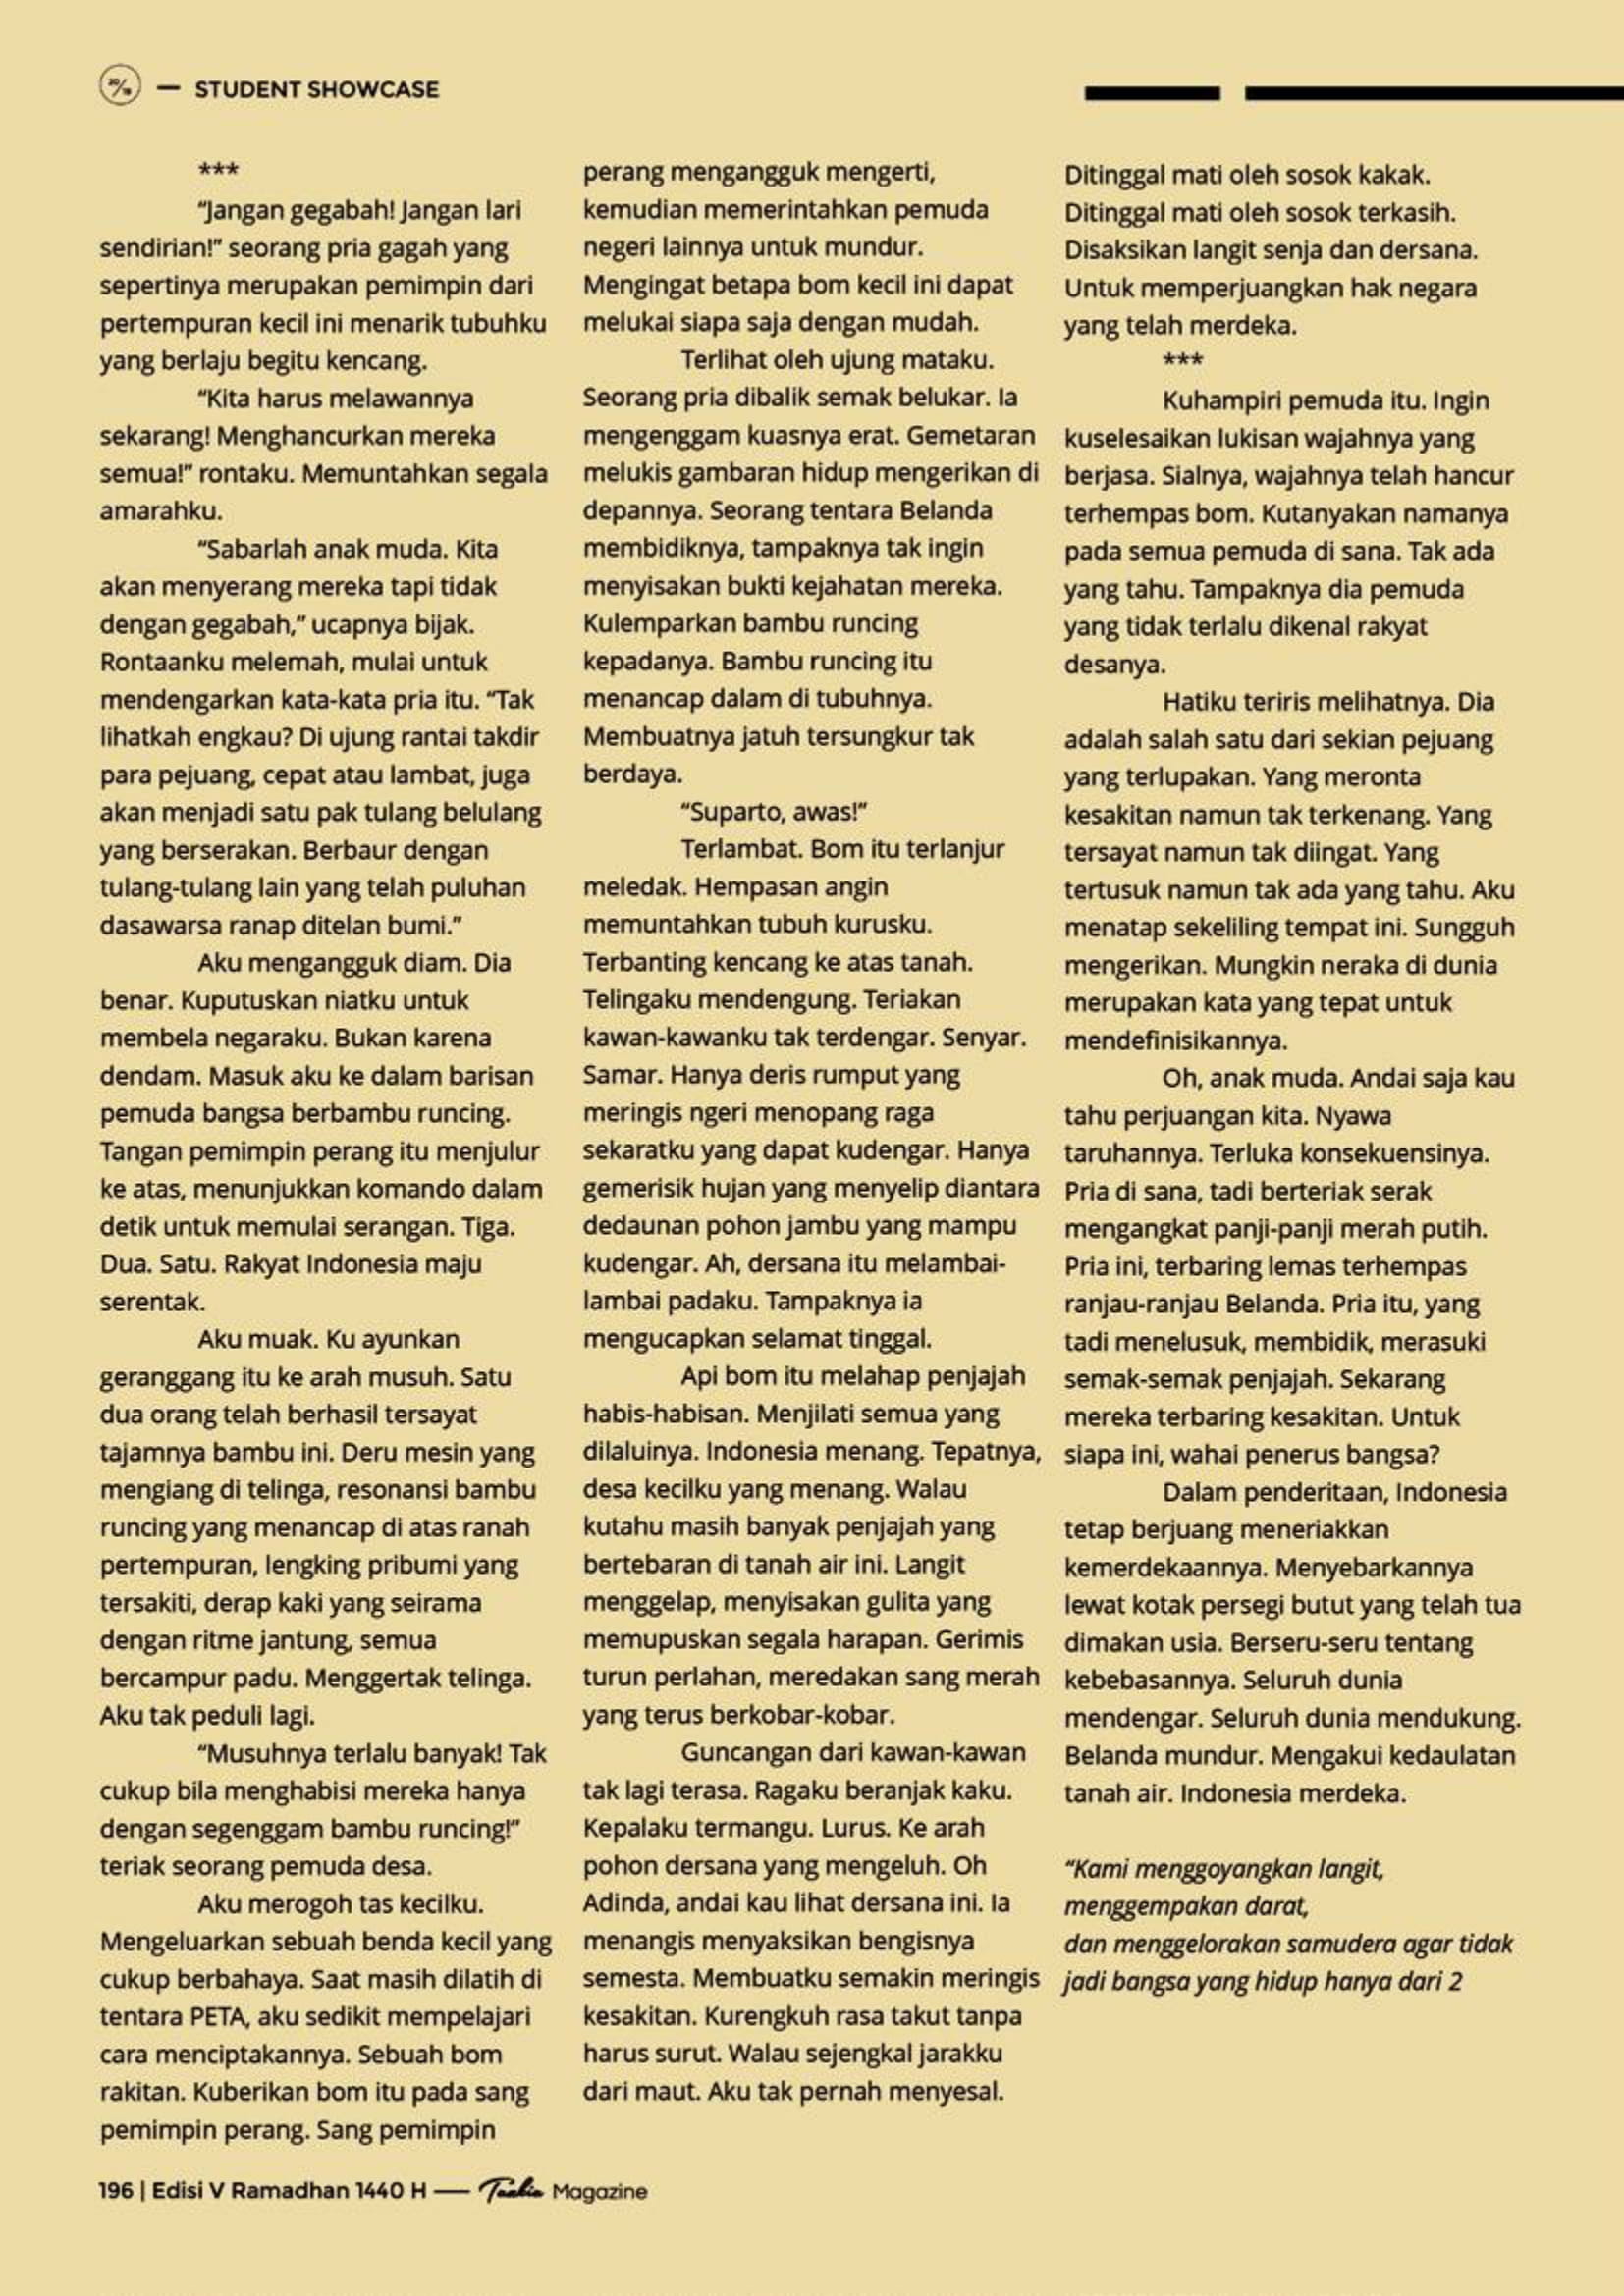 — STUDENT SHOWCASE
***
“Jangan gegabah! Jangan lari
sendirian!” seorang pria gagah yang
sepertinya merupakan pemimpin dari
pertempuran kecil ini menarik tubuhku
yang berlaju begitu kencang.
“Kita harus melawannya
sekarang! Menghancurkan mereka
semua!” rontaku. Memuntahkan segala
amarahku.
“Sabarlah anak muda. Kita
akan menyerang mereka tapi tidak
dengan gegabah,” ucapnya bijak.
Rontaanku melemah, mulai untuk
mendengarkan kata-kata pria itu. “Tak
lihatkah engkau? Di ujung rantai takdir
para pejuang, cepat atau lambat, juga
akan menjadi satu pak tulang belulang
yang berserakan. Berbaur dengan
tulang-tulang lain yang telah puluhan
dasawarsa ranap ditelan bumi.”
Aku mengangguk diam. Dia
benar. Kuputuskan niatku untuk
membela negaraku. Bukan karena
dendam. Masuk aku ke dalam barisan
pemuda bangsa berbambu runcing.
Tangan pemimpin perang itu menjulur
ke atas, menunjukkan komando dalam
detik untuk memulai serangan. Tiga.
Dua. Satu. Rakyat Indonesia maju
serentak.
Aku muak. Ku ayunkan
geranggang itu ke arah musuh. Satu
dua orang telah berhasil tersayat
tajamnya bambu ini. Deru mesin yang
mengiang di telinga, resonansi bambu
runcing yang menancap di atas ranah
pertempuran, lengking pribumi yang
tersakiti, derap kaki yang seirama
dengan ritme jantung, semua
bercampur padu. Menggertak telinga.
Aku tak peduli lagi.
“Musuhnya terlalu banyak! Tak
cukup bila menghabisi mereka hanya
dengan segenggam bambu runcing!”
teriak seorang pemuda desa.
Aku merogoh tas kecilku.
Mengeluarkan sebuah benda kecil yang
cukup berbahaya. Saat masih dilatih di
tentara PETA, aku sedikit mempelajari
cara menciptakannya. Sebuah bom
rakitan. Kuberikan bom itu pada sang
pemimpin perang. Sang pemimpin
perang mengangguk mengerti,
kemudian memerintahkan pemuda
negeri lainnya untuk mundur.
Mengingat betapa bom kecil ini dapat
melukai siapa saja dengan mudah.
Terlihat oleh ujung mataku.
Seorang pria dibalik semak belukar. Ia
mengenggam kuasnya erat. Gemetaran
melukis gambaran hidup mengerikan di
depannya. Seorang tentara Belanda
membidiknya, tampaknya tak ingin
menyisakan bukti kejahatan mereka.
Kulemparkan bambu runcing
kepadanya. Bambu runcing itu
menancap dalam di tubuhnya.
Membuatnya jatuh tersungkur tak
berdaya.
“Suparto, awas!”
Terlambat. Bom itu terlanjur
meledak. Hempasan angin
memuntahkan tubuh kurusku.
Terbanting kencang ke atas tanah.
Telingaku mendengung. Teriakan
kawan-kawanku tak terdengar. Senyar.
Samar. Hanya deris rumput yang
meringis ngeri menopang raga
sekaratku yang dapat kudengar. Hanya
gemerisik hujan yang menyelip diantara
dedaunan pohon jambu yang mampu
kudengar. Ah, dersana itu melambai-
lambai padaku. Tampaknya ia
mengucapkan selamat tinggal.
Api bom itu melahap penjajah
habis-habisan. Menjilati semua yang
dilaluinya. Indonesia menang. Tepatnya,
desa kecilku yang menang. Walau
kutahu masih banyak penjajah yang
bertebaran di tanah air ini. Langit
menggelap, menyisakan gulita yang
memupuskan segala harapan. Gerimis
turun perlahan, meredakan sang merah
yang terus berkobar-kobar.
Guncangan dari kawan-kawan
tak lagi terasa. Ragaku beranjak kaku.
Kepalaku termangu. Lurus. Ke arah
pohon dersana yang mengeluh. Oh
Adinda, andai kau lihat dersana ini. Ia
menangis menyaksikan bengisnya
semesta. Membuatku semakin meringis
kesakitan. Kurengkuh rasa takut tanpa
harus surut. Walau sejengkal jarakku
dari maut. Aku tak pernah menyesal.
Ditinggal mati oleh sosok kakak.
Ditinggal mati oleh sosok terkasih.
Disaksikan langit senja dan dersana.
Untuk memperjuangkan hak negara
yang telah merdeka.
***
Kuhampiri pemuda itu. Ingin
kuselesaikan lukisan wajahnya yang
berjasa. Sialnya, wajahnya telah hancur
terhempas bom. Kutanyakan namanya
pada semua pemuda di sana. Tak ada
yang tahu. Tampaknya dia pemuda
yang tidak terlalu dikenal rakyat
desanya.
Hatiku teriris melihatnya. Dia
adalah salah satu dari sekian pejuang
yang terlupakan. Yang meronta
kesakitan namun tak terkenang. Yang
tersayat namun tak diingat. Yang
tertusuk namun tak ada yang tahu. Aku
menatap sekeliling tempat ini. Sungguh
mengerikan. Mungkin neraka di dunia
merupakan kata yang tepat untuk
mendefinisikannya.
Oh, anak muda. Andai saja kau
tahu perjuangan kita. Nyawa
taruhannya. Terluka konsekuensinya.
Pria di sana, tadi berteriak serak
mengangkat panji-panji merah putih.
Pria ini, terbaring lemas terhempas
ranjau-ranjau Belanda. Pria itu, yang
tadi menelusuk, membidik, merasuki
semak-semak penjajah. Sekarang
mereka terbaring kesakitan. Untuk
siapa ini, wahai penerus bangsa?
Dalam penderitaan, Indonesia
tetap berjuang meneriakkan
kemerdekaannya. Menyebarkannya
lewat kotak persegi butut yang telah tua
dimakan usia. Berseru-seru tentang
kebebasannya. Seluruh dunia
mendengar. Seluruh dunia mendukung.
Belanda mundur. Mengakui kedaulatan
tanah air. Indonesia merdeka.
“Kami menggoyangkan langit,
menggempakan darat,
dan menggelorakan samudera agar tidak
jadi bangsa yang hidup hanya dari 2
196 | Edisi V Ramadhan 1440 H — Tazkia Magazine